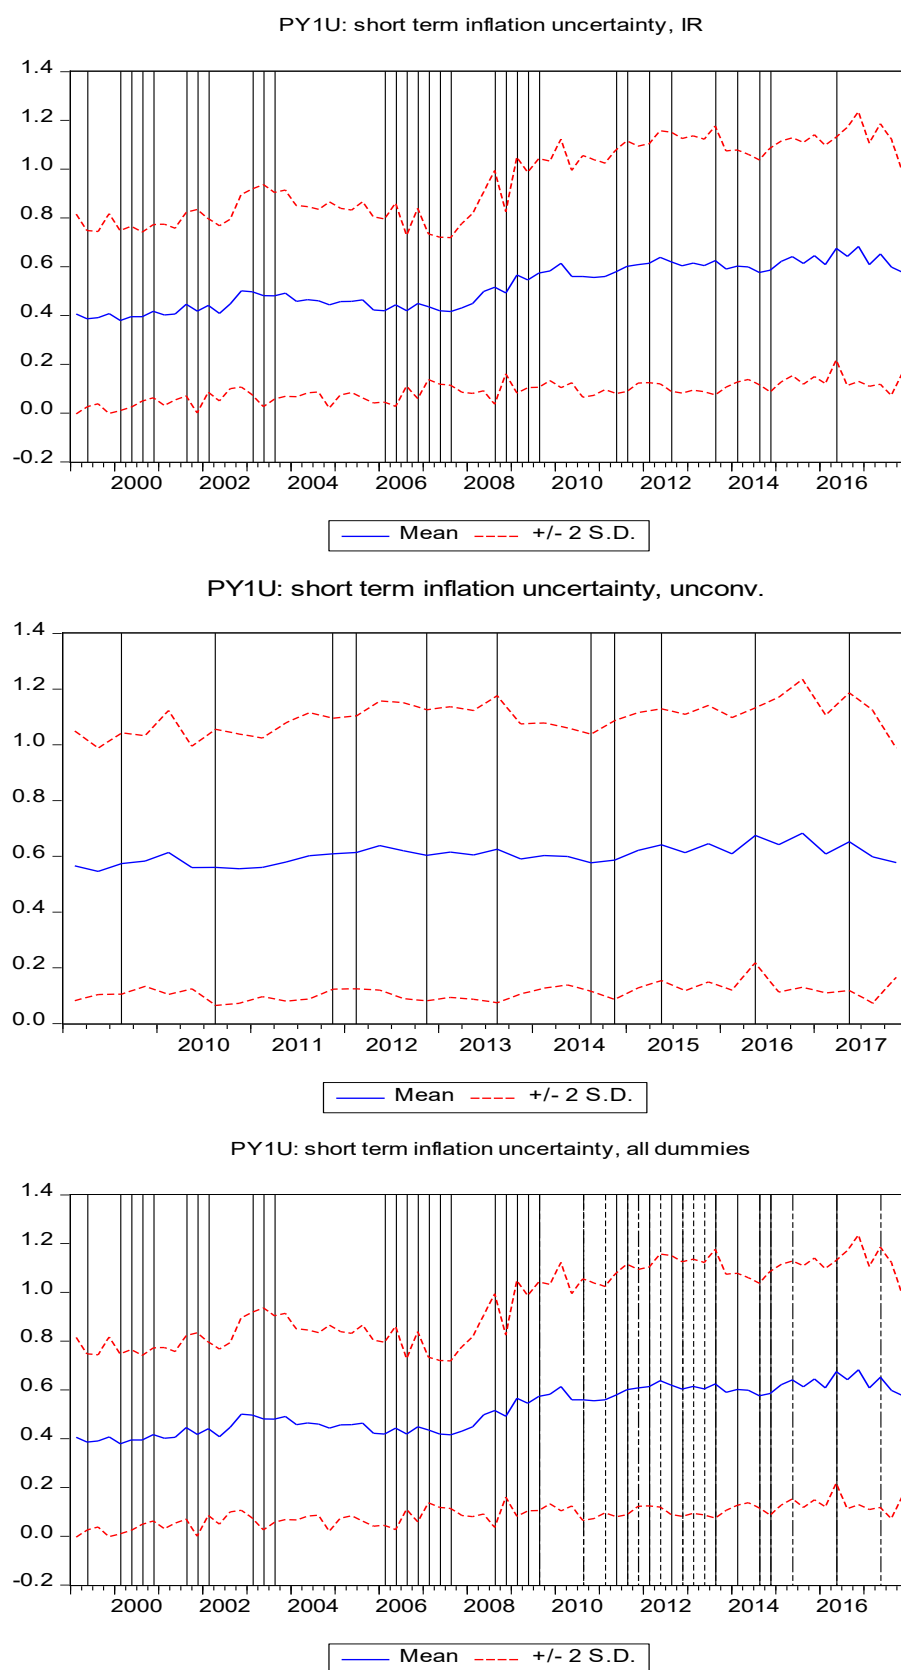 PY1U: short term inflation uncertainty, IR
1.4
1.2
1.0
0.8
0.6
0.4
0.2
0.0
-0.2
2000 2002 2004 2006 2008 2010 2012 2014 2016
Mean +/- 2 S.D.
PY1U: short term inflation uncertainty, unconv.
1.4
1.2
1.0
0.8
0.6
0.4
0.2
0.0
2010 2011 2012 2013 2014 2015 2016 2017
Mean +/- 2 S.D.
PY1U: short term inflation uncertainty, all dummies
1.4
1.2
1.0
0.8
0.6
0.4
0.2
0.0
-0.2
2000 2002 2004 2006 2008 2010 2012 2014 2016
Mean +/- 2 S.D.